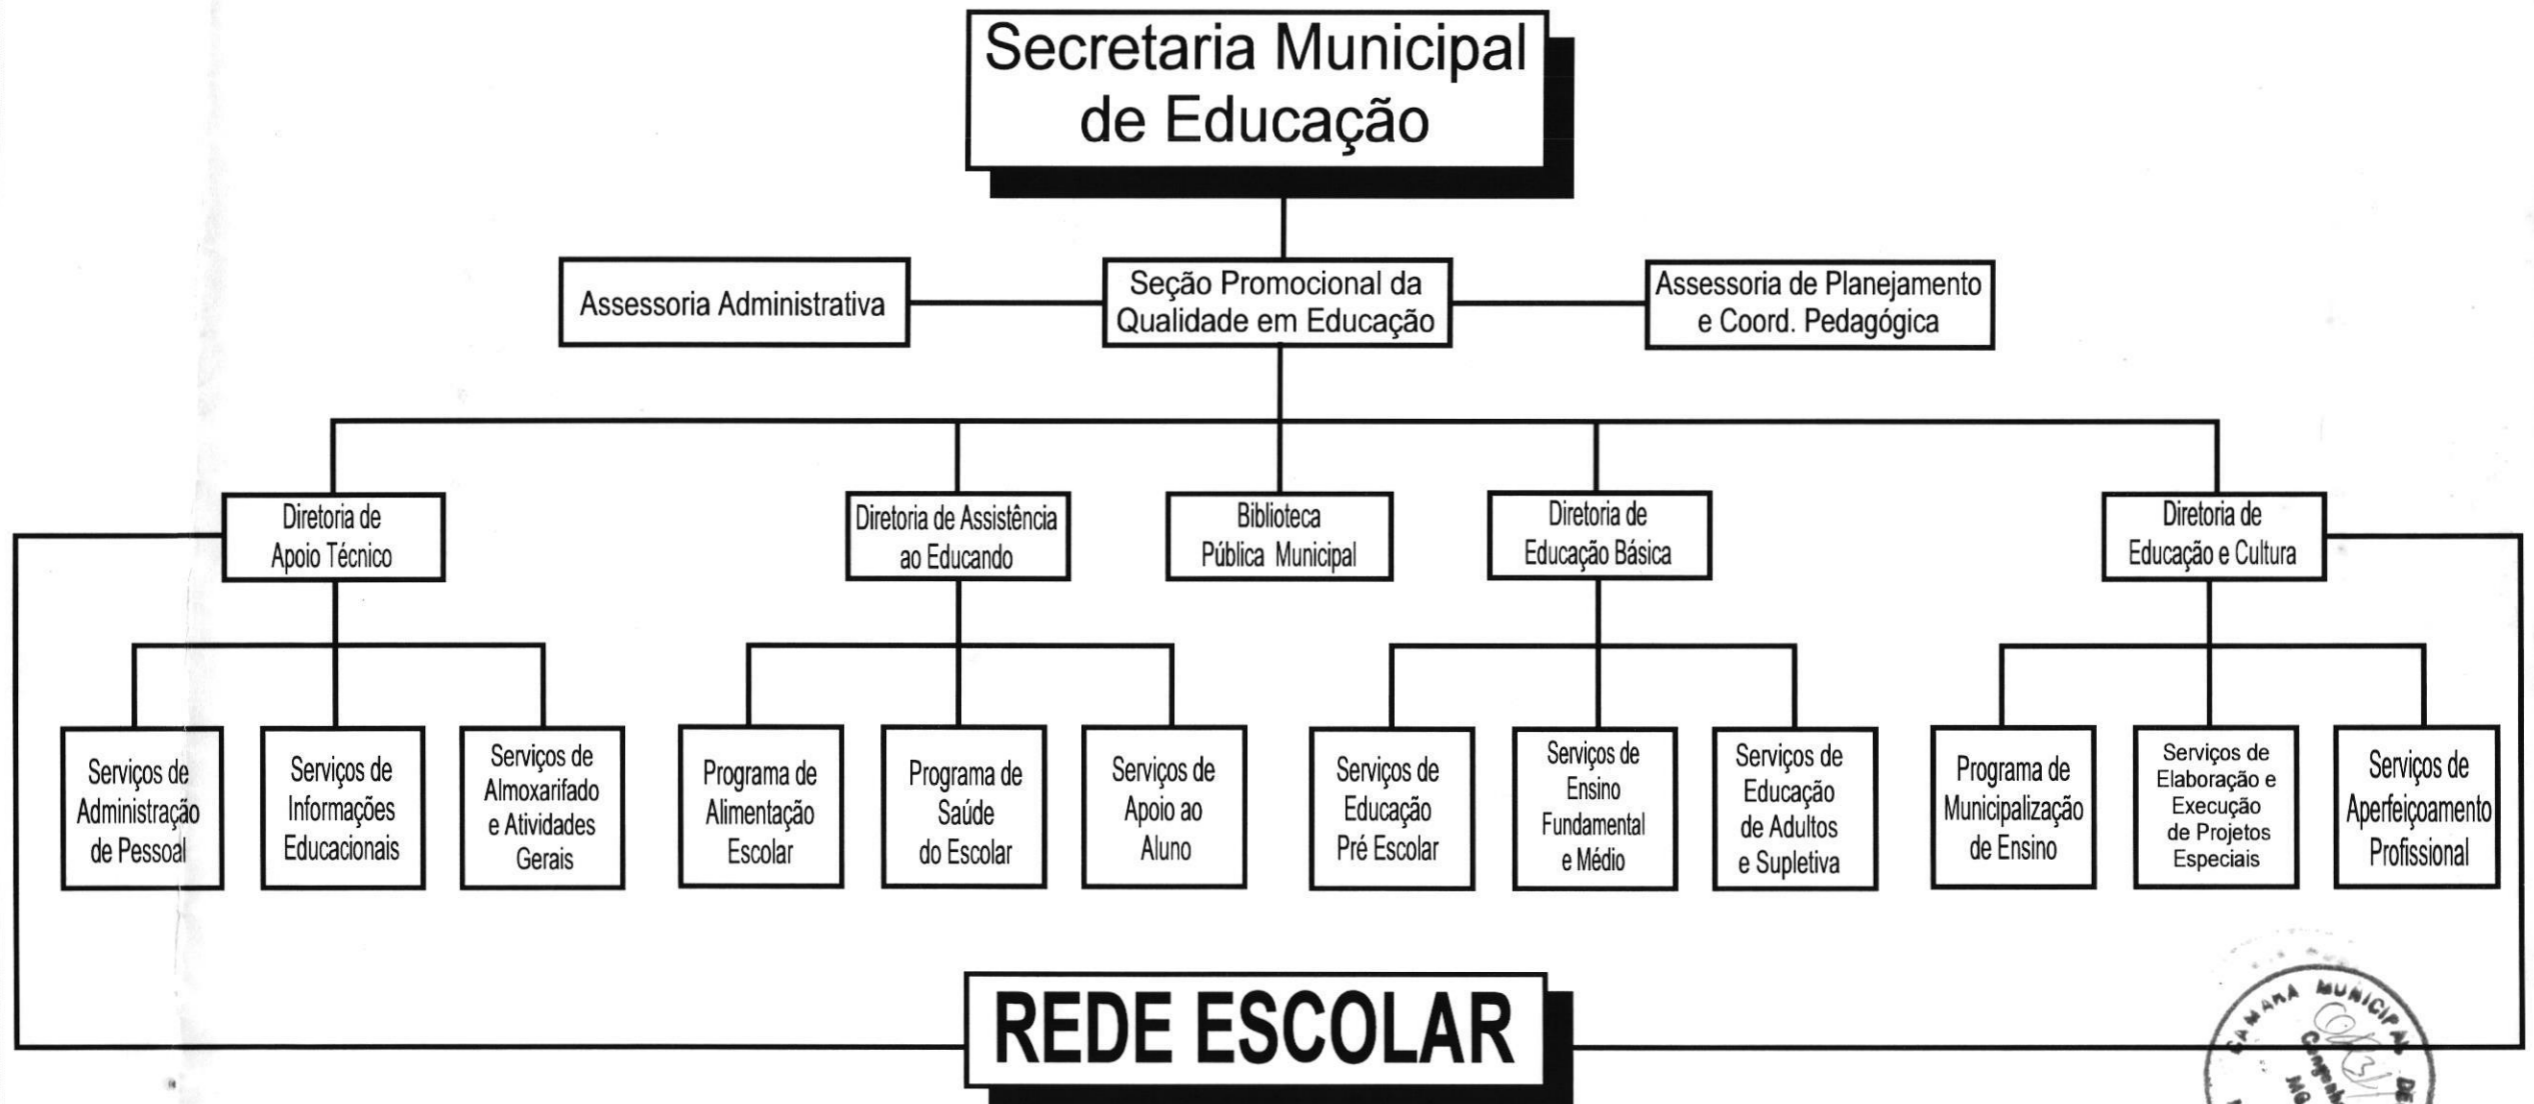 Secretaria Municipal
de Educação
Assessoria Administrativa
Seção Promocional da
Qualidade em Educação
Assessoria de Planejamento
e Coord. Pedagógica
Diretoria de
Apoio Técnico
Diretoria de Assistência
ao Educando
Biblioteca
Pública Municipal
Diretoria de
Educação Básica
Diretoria de
Educação e Cultura
Serviços de
Administração
de Pessoal
Serviços de
Informações
Educacionais
Serviços de
Almoxarifado
e Atividades
Gerais
Programa de
Alimentação
Escolar
Programa de
Saúde
do Escolar
Serviços de
Apoio ao
Aluno
Serviços de
Educação
Pré Escolar
Serviços de
Ensino
Fundamental
e Médio
Serviços de
Educação
de Adultos
e Supletiva
Programa de
Municipalização
de Ensino
Serviços de
Elaboração e
Execução
de Projetos
Especiais
Serviços de
Aperfeiçoamento
Profissional
REDE ESCOLAR
CAMARA MUNICIPAL DE
MG